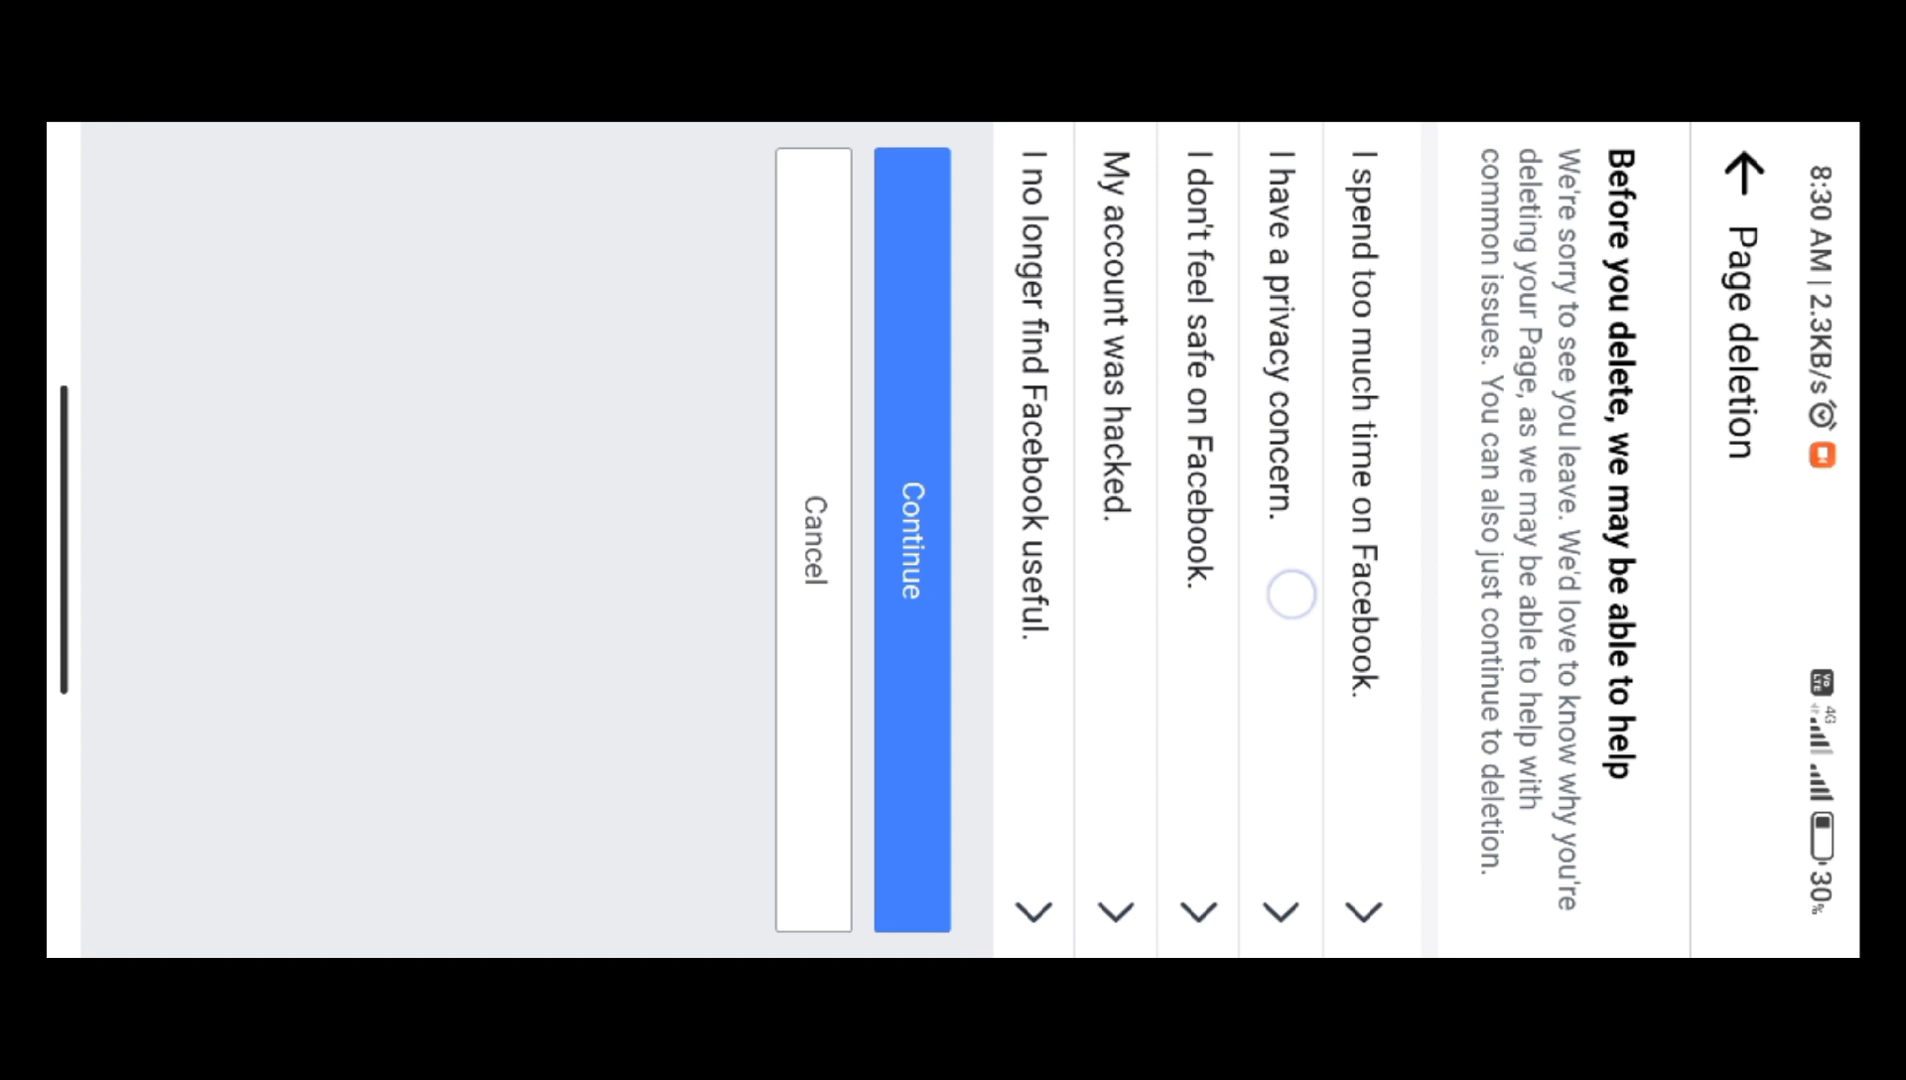 8:30 AM | 2.3KB/s
Vo LTE 4G 30%
Page deletion
Before you delete, we may be able to help
We're sorry to see you leave. We'd love to know why you're
deleting your Page, as we may be able to help with
common issues. You can also just continue to deletion.
I spend too much time on Facebook.
I have a privacy concern.
I don't feel safe on Facebook.
My account was hacked.
I no longer find Facebook useful.
Continue
Cancel